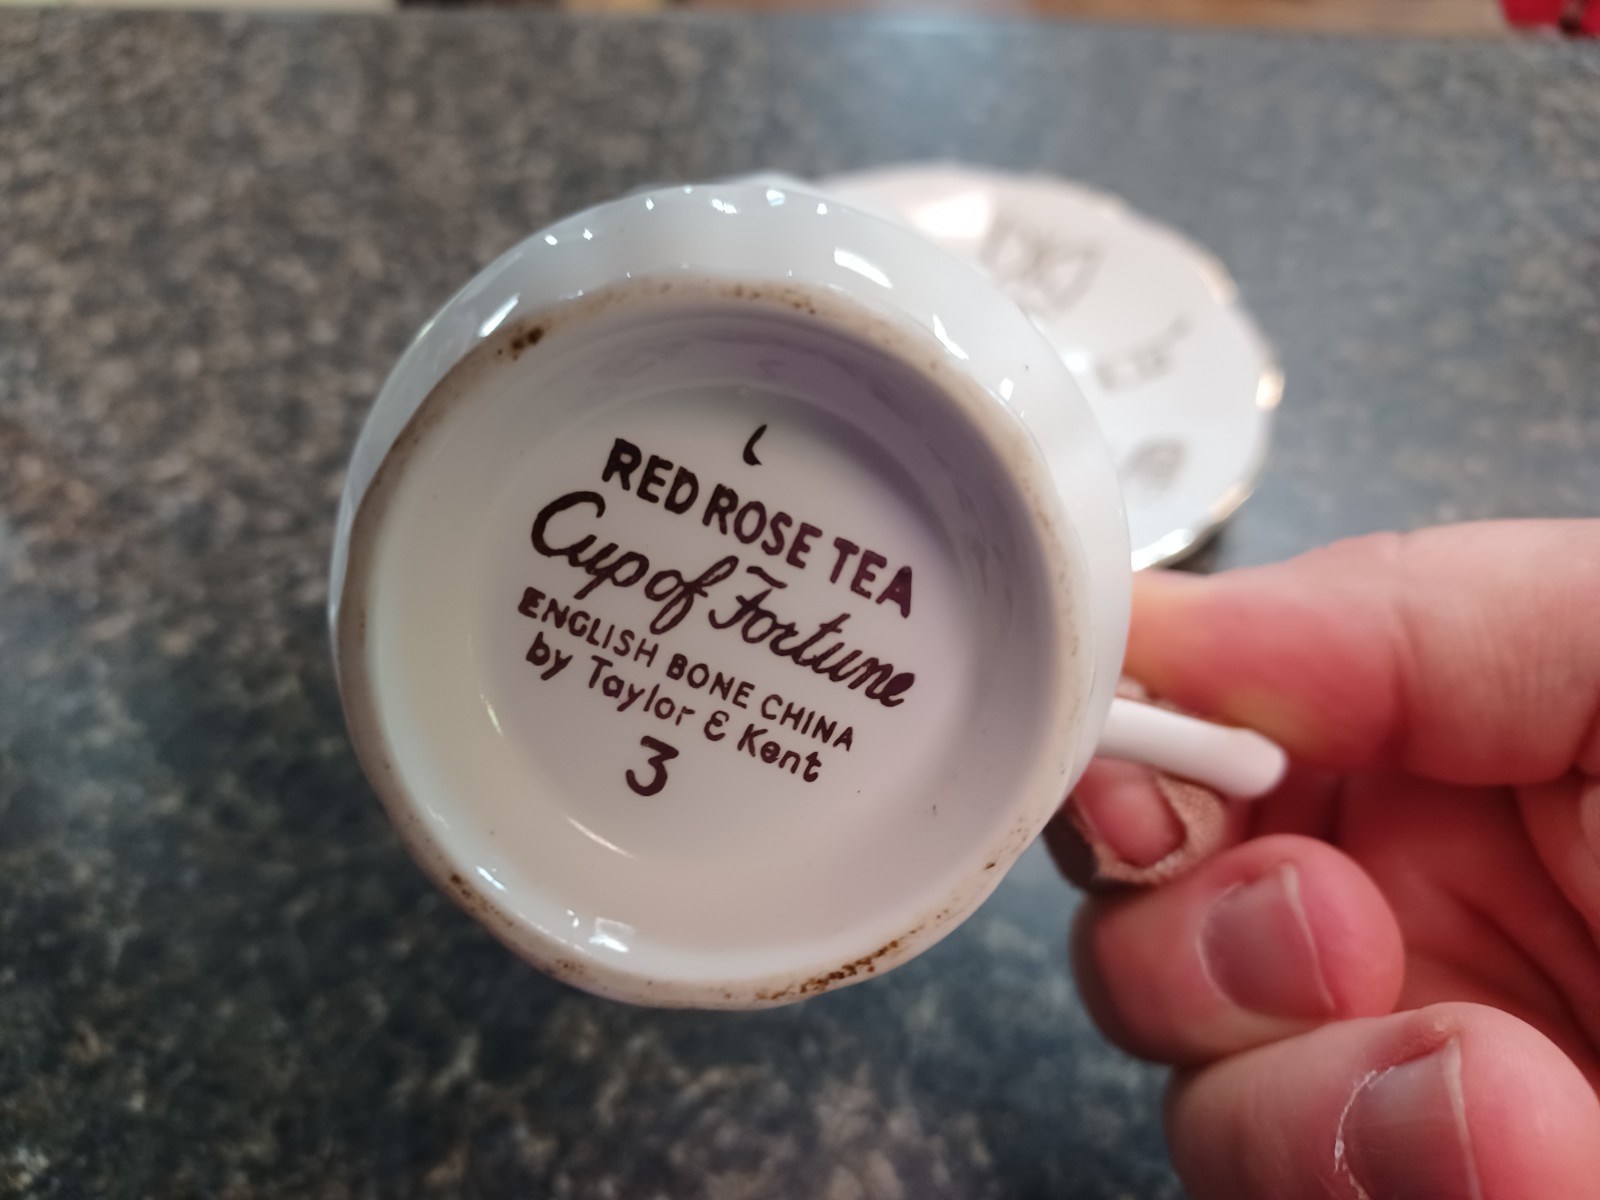 RED ROSE TEA
Cup of Fortune
ENGLISH BONE CHINA
by Taylor & Kent
3